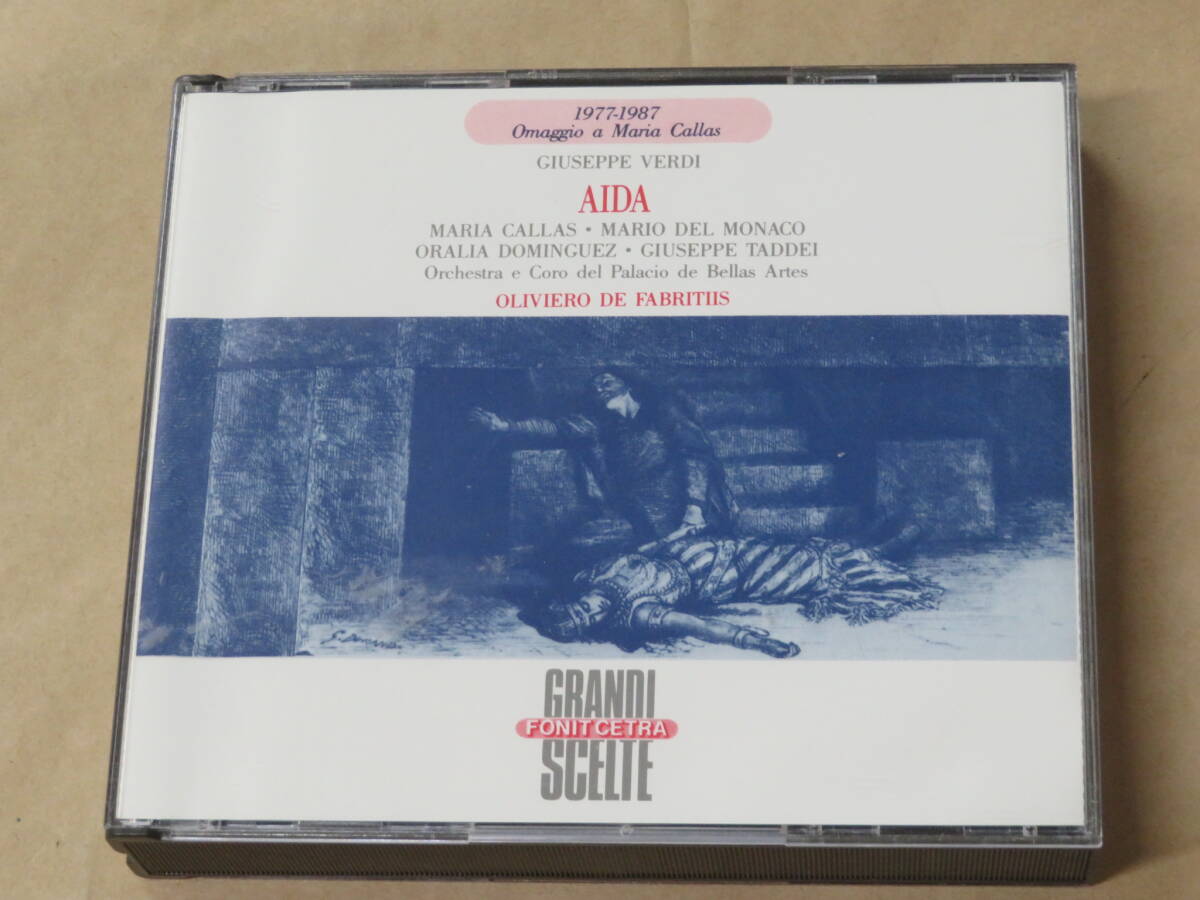 1977-1987
Omaggio a Maria Callas
GIUSEPPE VERDI
AIDA
MARIA CALLAS • MARIO DEL MONACO
ORALIA DOMINGUEZ • GIUSEPPE TADDEI
Orchestra e Coro del Palacio de Bellas Artes
OLIVIERO DE FABRITIIS
GRANDI
FONIT CETRA
SCELTE